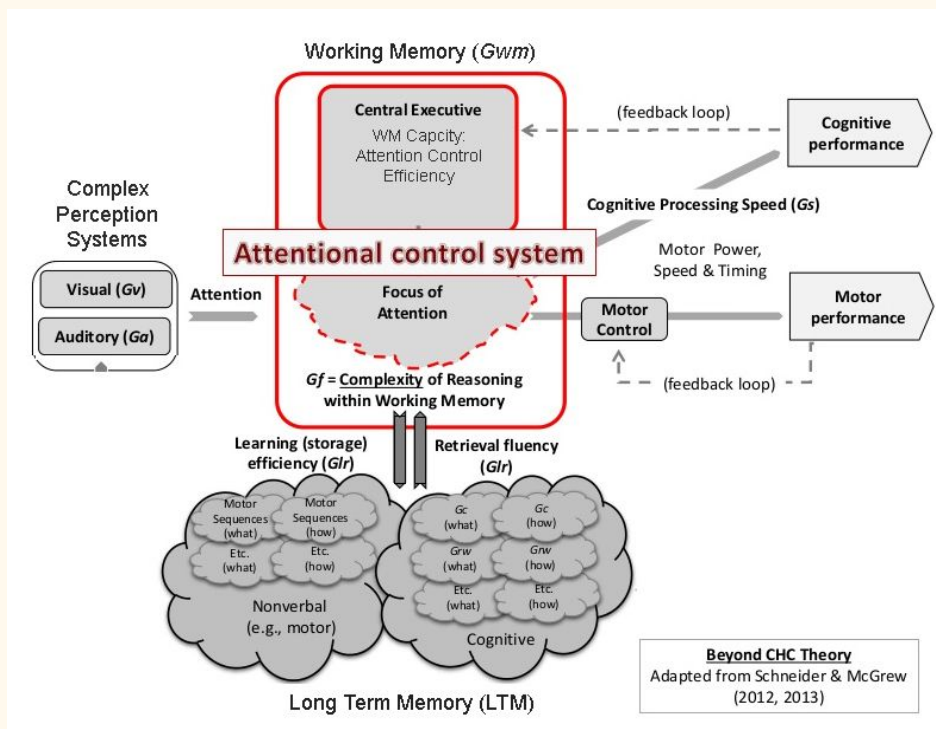 Working Memory (Gwm)
Central Executive
WM Capcity:
Attention Control
Efficiency
(feedback loop)
Cognitive
performance
Complex
Perception
Systems
Cognitive Processing Speed (Gs)
Attentional control system
Motor Power,
Speed & Timing
Visual (Gv)
Auditory (Ga)
Attention
Focus of
Attention
Motor
Control
Motor
performance
(feedback loop)
Gf = Complexity of Reasoning
within Working Memory
Learning (storage)
efficiency (Glr)
Retrieval fluency
(Glr)
Motor
Sequences
(what)
Motor
Sequences
(how)
Etc.
(what)
Etc.
(how)
Nonverbal
(e.g., motor)
Gc
(what)
Gc
(how)
Grw
(what)
Grw
(how)
Etc.
(what)
Etc.
(how)
Cognitive
Long Term Memory (LTM)
Beyond CHC Theory
Adapted from Schneider & McGrew
(2012, 2013)